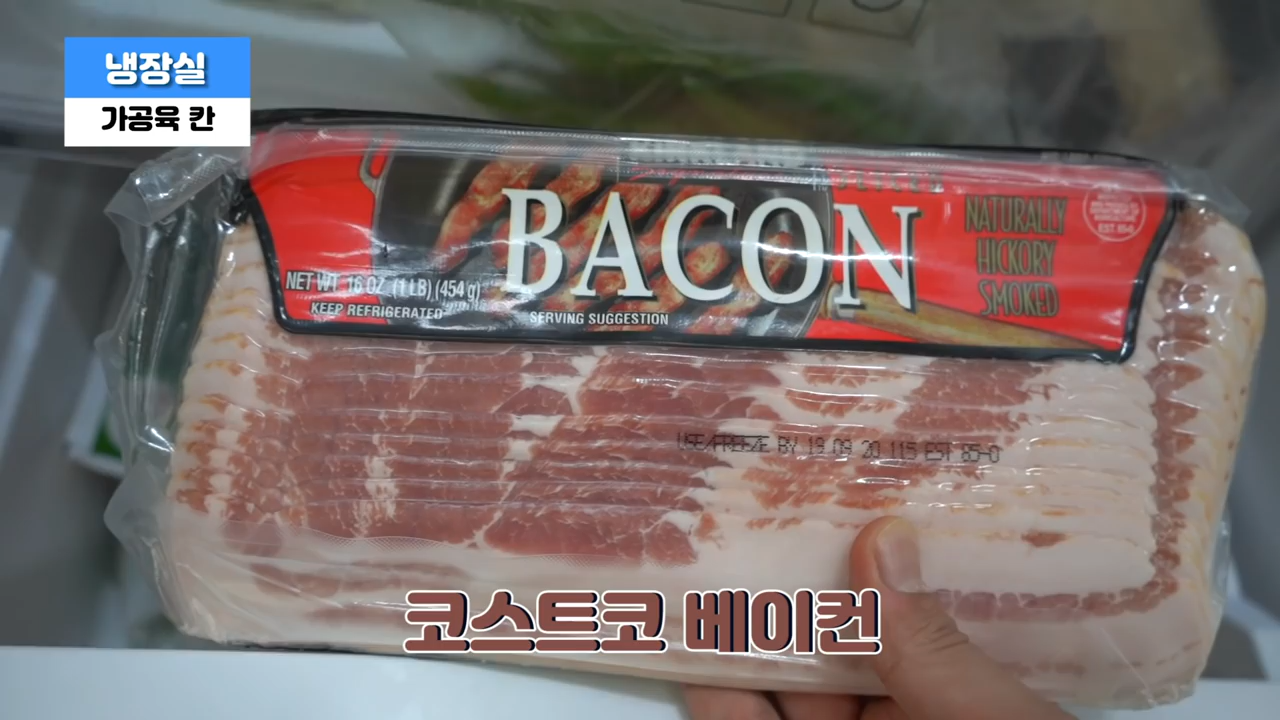 냉장실
가공육 칸
BACON
NATURALLY
HICKORY
SMOKED
NET WT 16 OZ (1 LB) (454 g)
KEEP REFRIGERATED
SERVING SUGGESTION
USE/FREEZE BY 19 09 20 115 EST 85-0
코스트코 베이컨